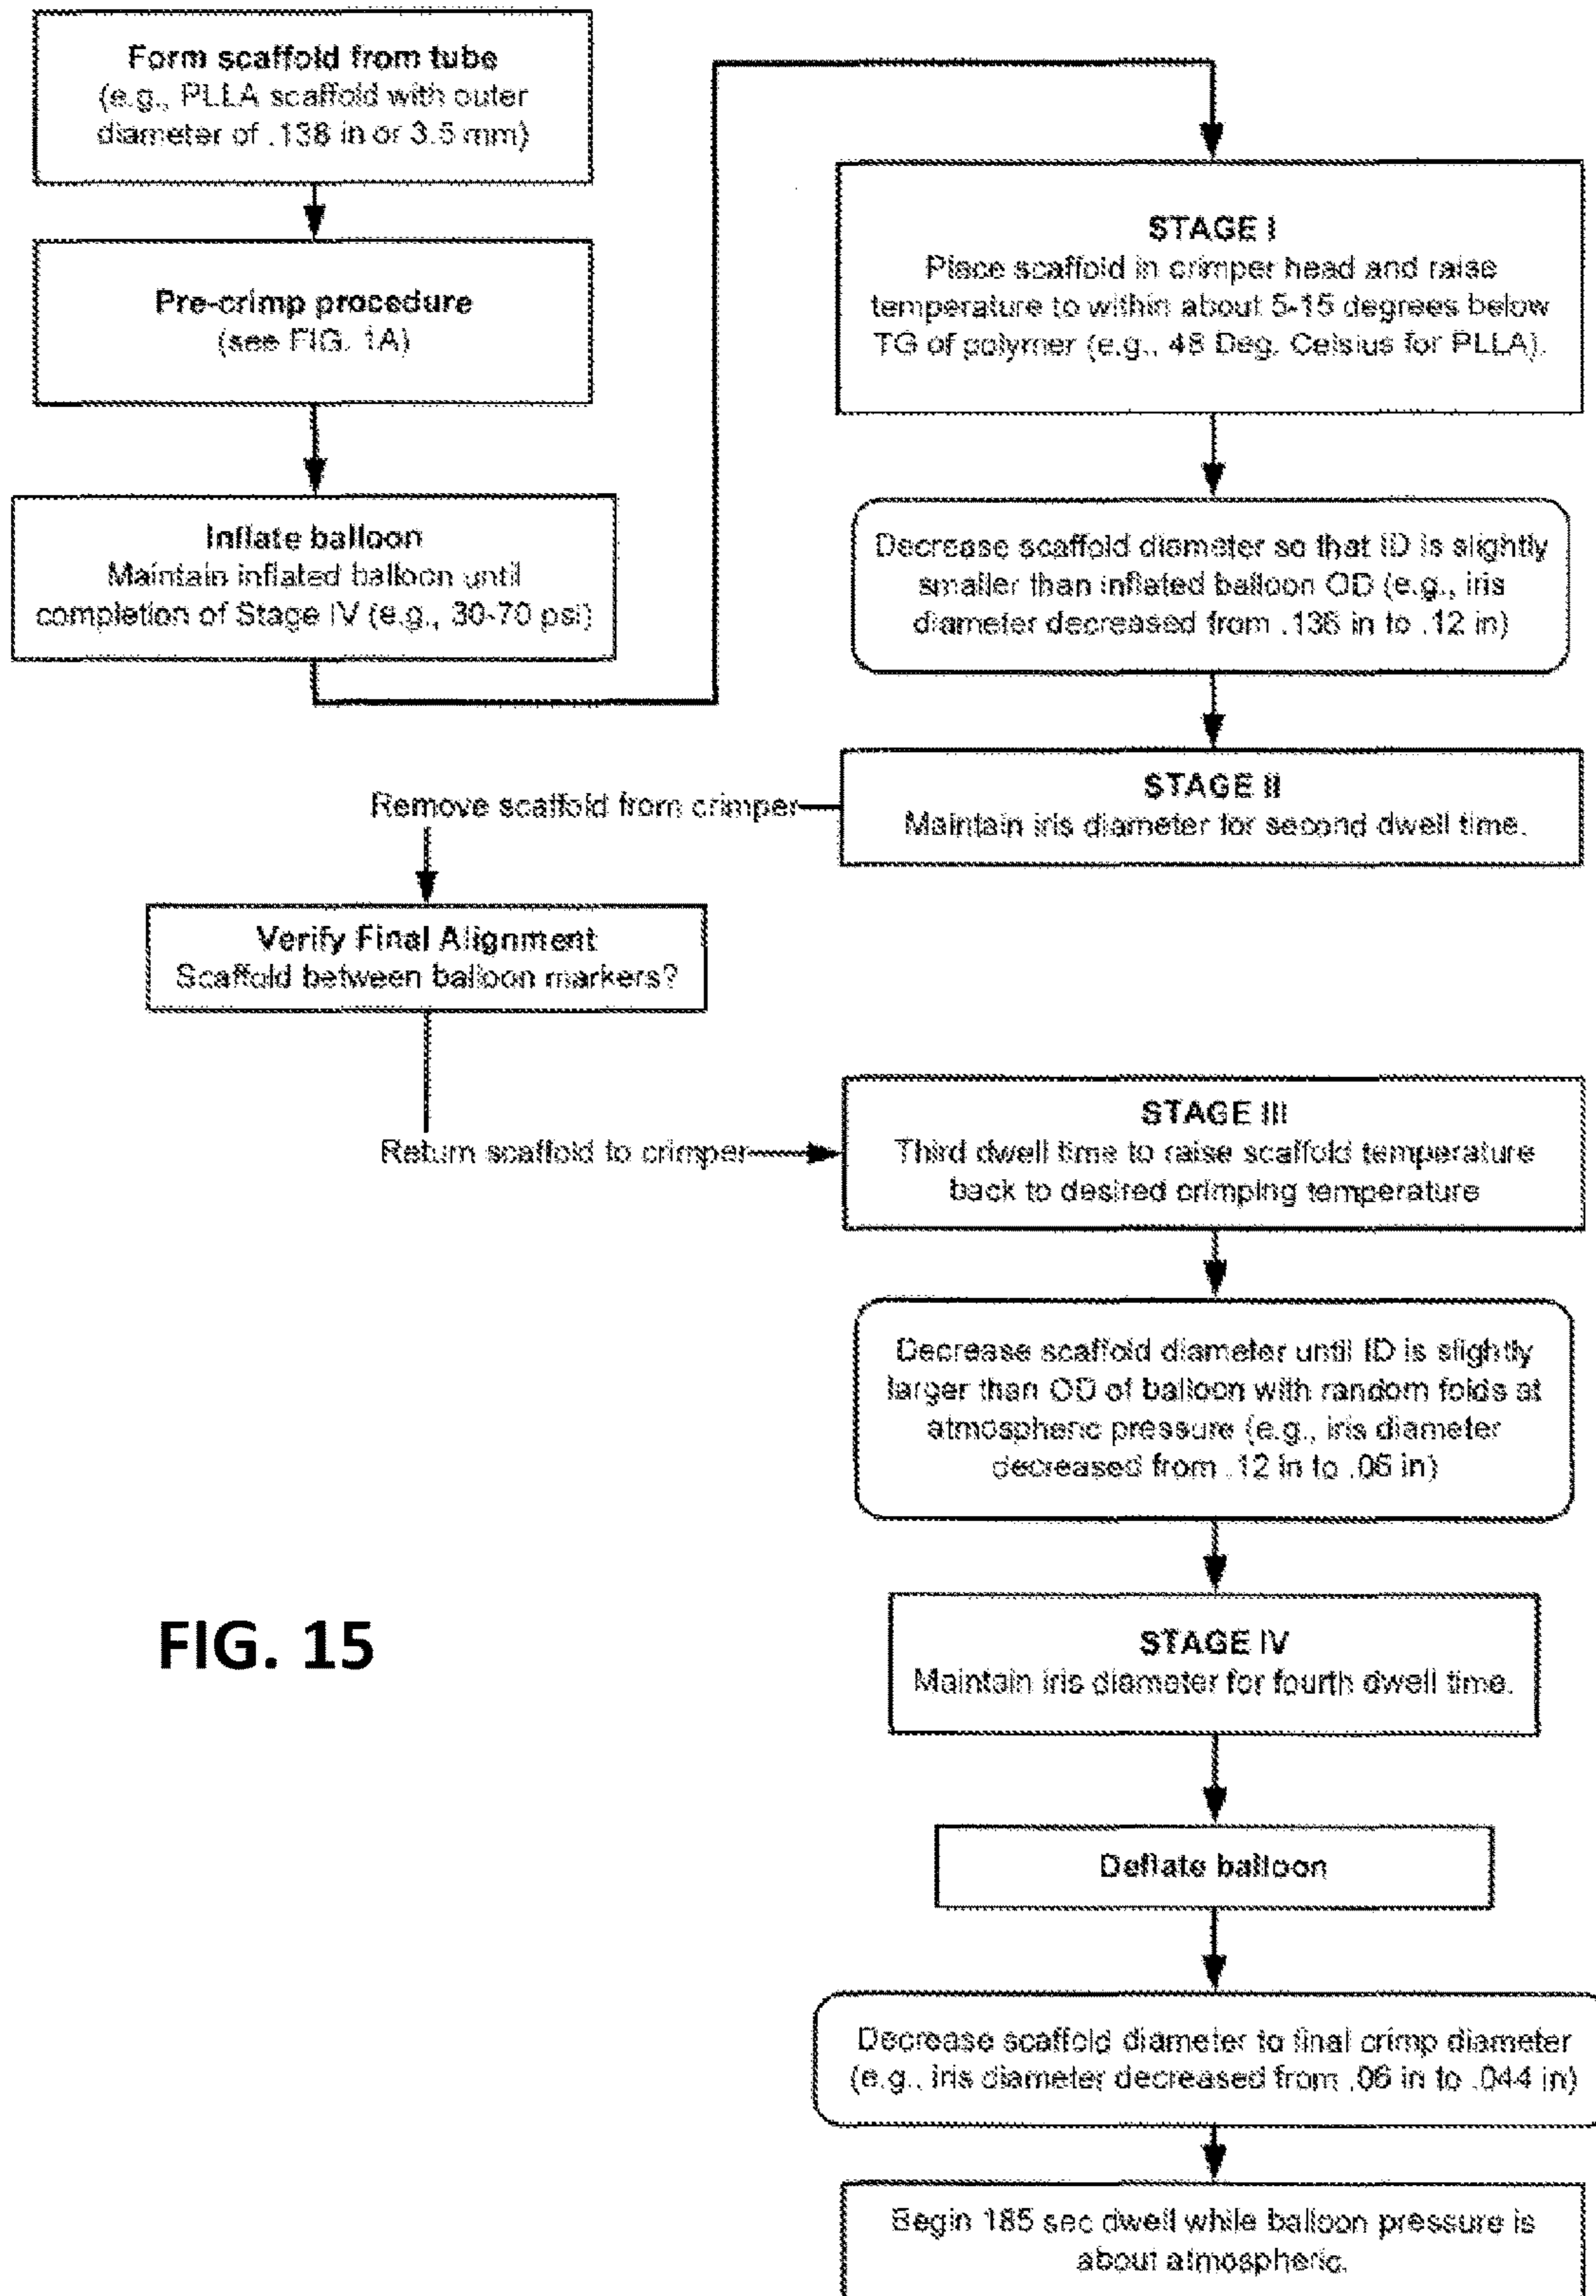 Form scaffold from tube
(e.g., PLLA scaffold with outer
diameter of .138 in or 3.5 mm)
Pre-crimp procedure
(see FIG. 1A)
Inflate balloon
Maintain inflated balloon until
completion of Stage IV (e.g., 30-70 psi)
STAGE I
Place scaffold in crimper head and raise
temperature to within about 5-15 degrees below
TG of polymer (e.g., 48 Deg. Celsius for PLLA).
Decrease scaffold diameter so that ID is slightly
smaller than inflated balloon OD (e.g., iris
diameter decreased from .136 in to .12 in)
STAGE II
Maintain iris diameter for second dwell time.
Remove scaffold from crimper
Verify Final Alignment
Scaffold between balloon markers?
Return scaffold to crimper
STAGE III
Third dwell time to raise scaffold temperature
back to desired crimping temperature
Decrease scaffold diameter until ID is slightly
larger than OD of balloon with random folds at
atmospheric pressure (e.g., iris diameter
decreased from .12 in to .06 in)
STAGE IV
Maintain iris diameter for fourth dwell time.
FIG. 15
Deflate balloon
Decrease scaffold diameter to final crimp diameter
(e.g., iris diameter decreased from .06 in to .044 in)
Begin 185 sec dwell while balloon pressure is
about atmospheric.